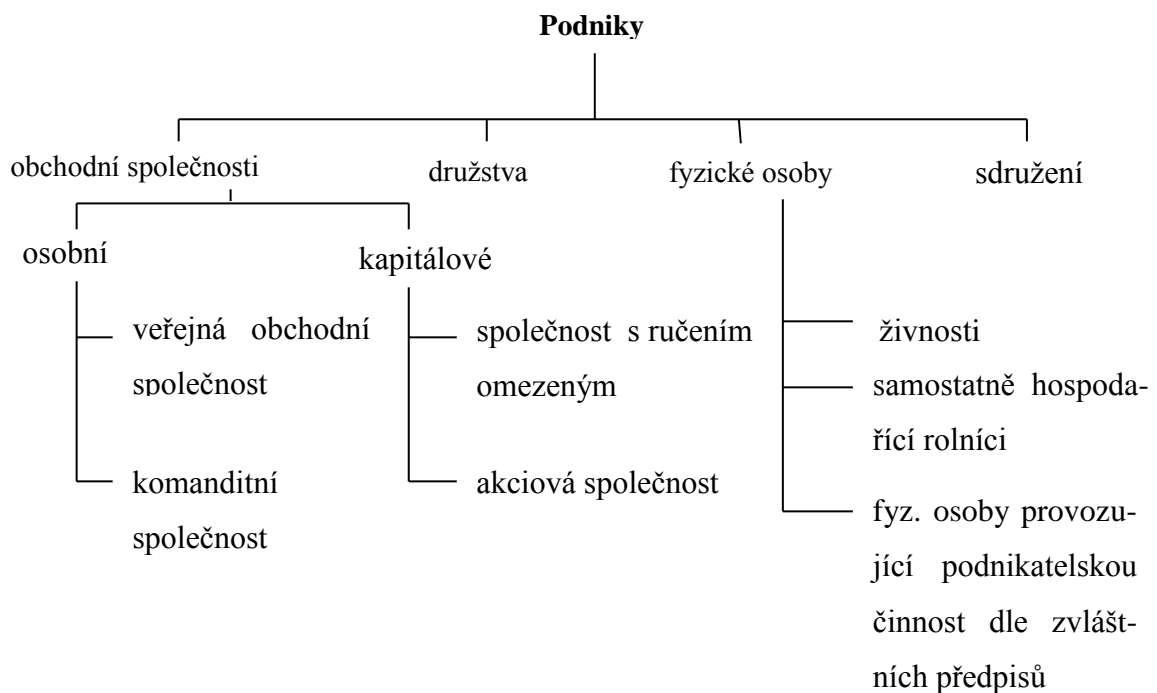 Podniky
obchodní společnosti
družstva
fyzické osoby
sdružení
osobní
kapitálové
veřejná obchodní
společnost
komanditní
společnost
společnost s ručením
omezeným
akciová společnost
živnosti
samostatně hospoda-
řící rolníci
fyz. osoby provozu-
jící podnikatelskou
činnost dle zvlášt-
ních předpisů